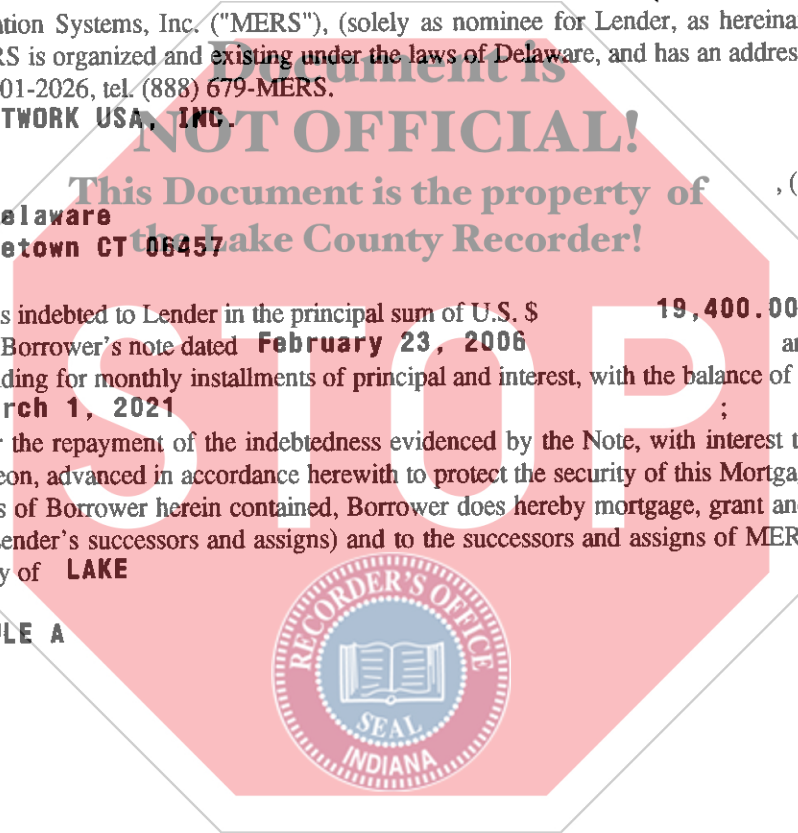 ation Systems, Inc. ("MERS"), (solely as nominee for Lender, as hereina
RS is organized and existing under the laws of Delaware, and has an addres
Document is
01-2026, tel. (888) 679-MERS.
TWORK USA, INC.
NOT OFFICIAL!
This Document is the property of
, (
elaware
the Lake County Recorder!
etown CT 06457
s indebted to Lender in the principal sum of U.S. $ 19,400.00
Borrower's note dated February 23, 2006 an
ding for monthly installments of principal and interest, with the balance of
rch 1, 2021 ;
STOP
r the repayment of the indebtedness evidenced by the Note, with interest t
eon, advanced in accordance herewith to protect the security of this Mortga
s of Borrower herein contained, Borrower does hereby mortgage, grant an
ender's successors and assigns) and to the successors and assigns of MER
y of LAKE
RECORDER'S OFFICE
LE A
SEAL
INDIANA